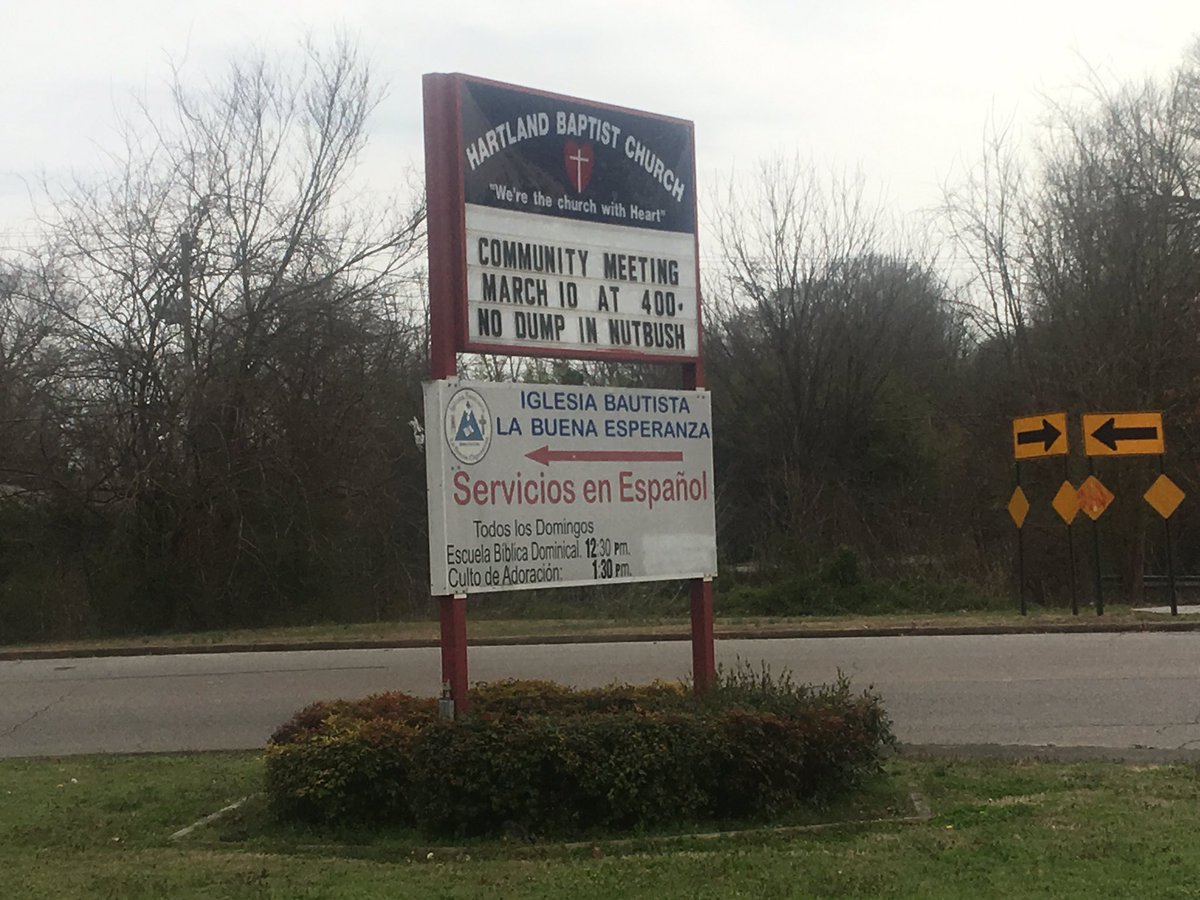 HARTLAND BAPTIST CHURCH
"We're the church with Heart"
COMMUNITY MEETING
MARCH 10 AT 400.
NO DUMP IN NUTBUSH
IGLESIA BAUTISTA
LA BUENA ESPERANZA
Servicios en Español
Todos los Domingos
Escuela Bíblica Dominical. 12:30 pm.
Culto de Adoración: 1:30 pm.